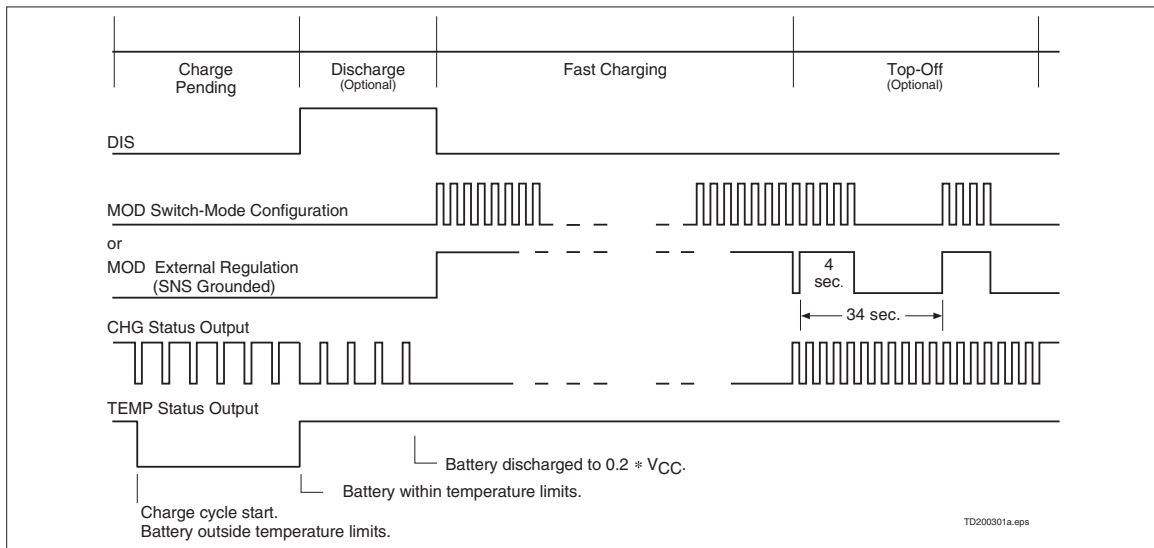 Charge
Pending
Discharge
(Optional)
Fast Charging
Top-Off
(Optional)
DIS
MOD Switch-Mode Configuration
or
MOD External Regulation
(SNS Grounded)
4
sec.
34 sec.
CHG Status Output
TEMP Status Output
Battery discharged to 0.2 * VCC.
Battery within temperature limits.
Charge cycle start.
Battery outside temperature limits.
TD200301a.eps